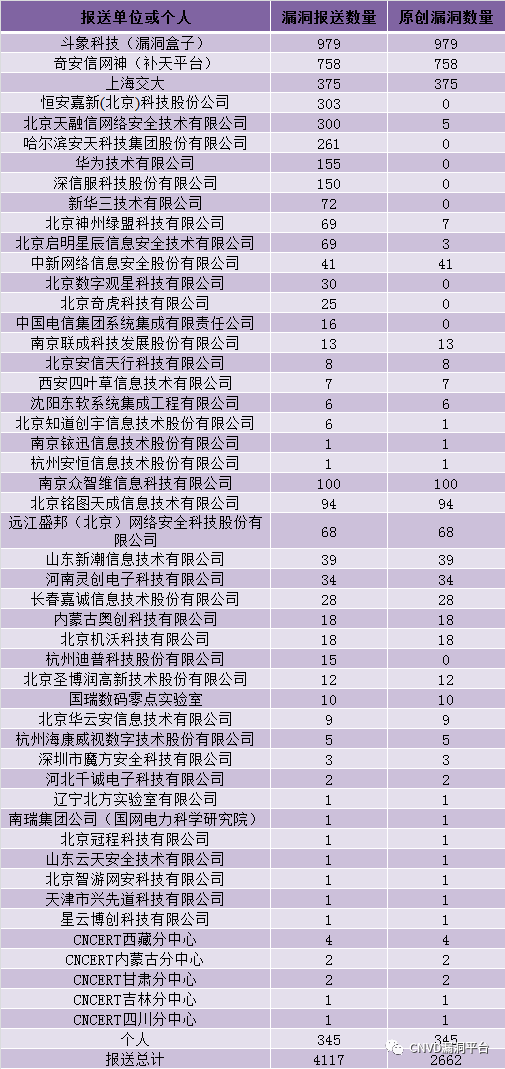 报送单位或个人 漏洞报送数量 原创漏洞数量
斗象科技（漏洞盒子） 979 979
奇安信网神（补天平台） 758 758
上海交大 375 375
恒安嘉新(北京)科技股份公司 303 0
北京天融信网络安全技术有限公司 300 5
哈尔滨安天科技集团股份有限公司 261 0
华为技术有限公司 155 0
深信服科技股份有限公司 150 0
新华三技术有限公司 72 0
北京神州绿盟科技有限公司 69 7
北京启明星辰信息安全技术有限公司 69 3
中新网络信息安全股份有限公司 41 41
北京数字观星科技有限公司 30 0
北京奇虎科技有限公司 25 0
中国电信集团系统集成有限责任公司 16 0
南京联成科技发展股份有限公司 13 13
北京安信天行科技有限公司 8 8
西安四叶草信息技术有限公司 7 7
沈阳东软系统集成工程有限公司 6 6
北京知道创宇信息技术股份有限公司 6 1
南京铱迅信息技术股份有限公司 1 1
杭州安恒信息技术股份有限公司 1 1
南京众智维信息科技有限公司 100 100
北京铭图天成信息技术有限公司 94 94
远江盛邦（北京）网络安全科技股份有
限公司 68 68
山东新潮信息技术有限公司 39 39
河南灵创电子科技有限公司 34 34
长春嘉诚信息技术股份有限公司 28 28
内蒙古奥创科技有限公司 18 18
北京机沃科技有限公司 18 18
杭州迪普科技股份有限公司 15 0
北京圣博润高新技术股份有限公司 12 12
国瑞数码零点实验室 10 10
北京华云安信息技术有限公司 9 9
杭州海康威视数字技术股份有限公司 5 5
深圳市魔方安全科技有限公司 3 3
河北千诚电子科技有限公司 2 2
辽宁北方实验室有限公司 1 1
南瑞集团公司（国网电力科学研究院） 1 1
北京冠程科技有限公司 1 1
山东云天安全技术有限公司 1 1
北京智游网安科技有限公司 1 1
天津市兴先道科技有限公司 1 1
星云博创科技有限公司 1 1
CNCERT西藏分中心 4 4
CNCERT内蒙古分中心 2 2
CNCERT甘肃分中心 2 2
CNCERT吉林分中心 1 1
CNCERT四川分中心 1 1
个人 345 345
报送总计 4117 2662
CNVD漏洞平台